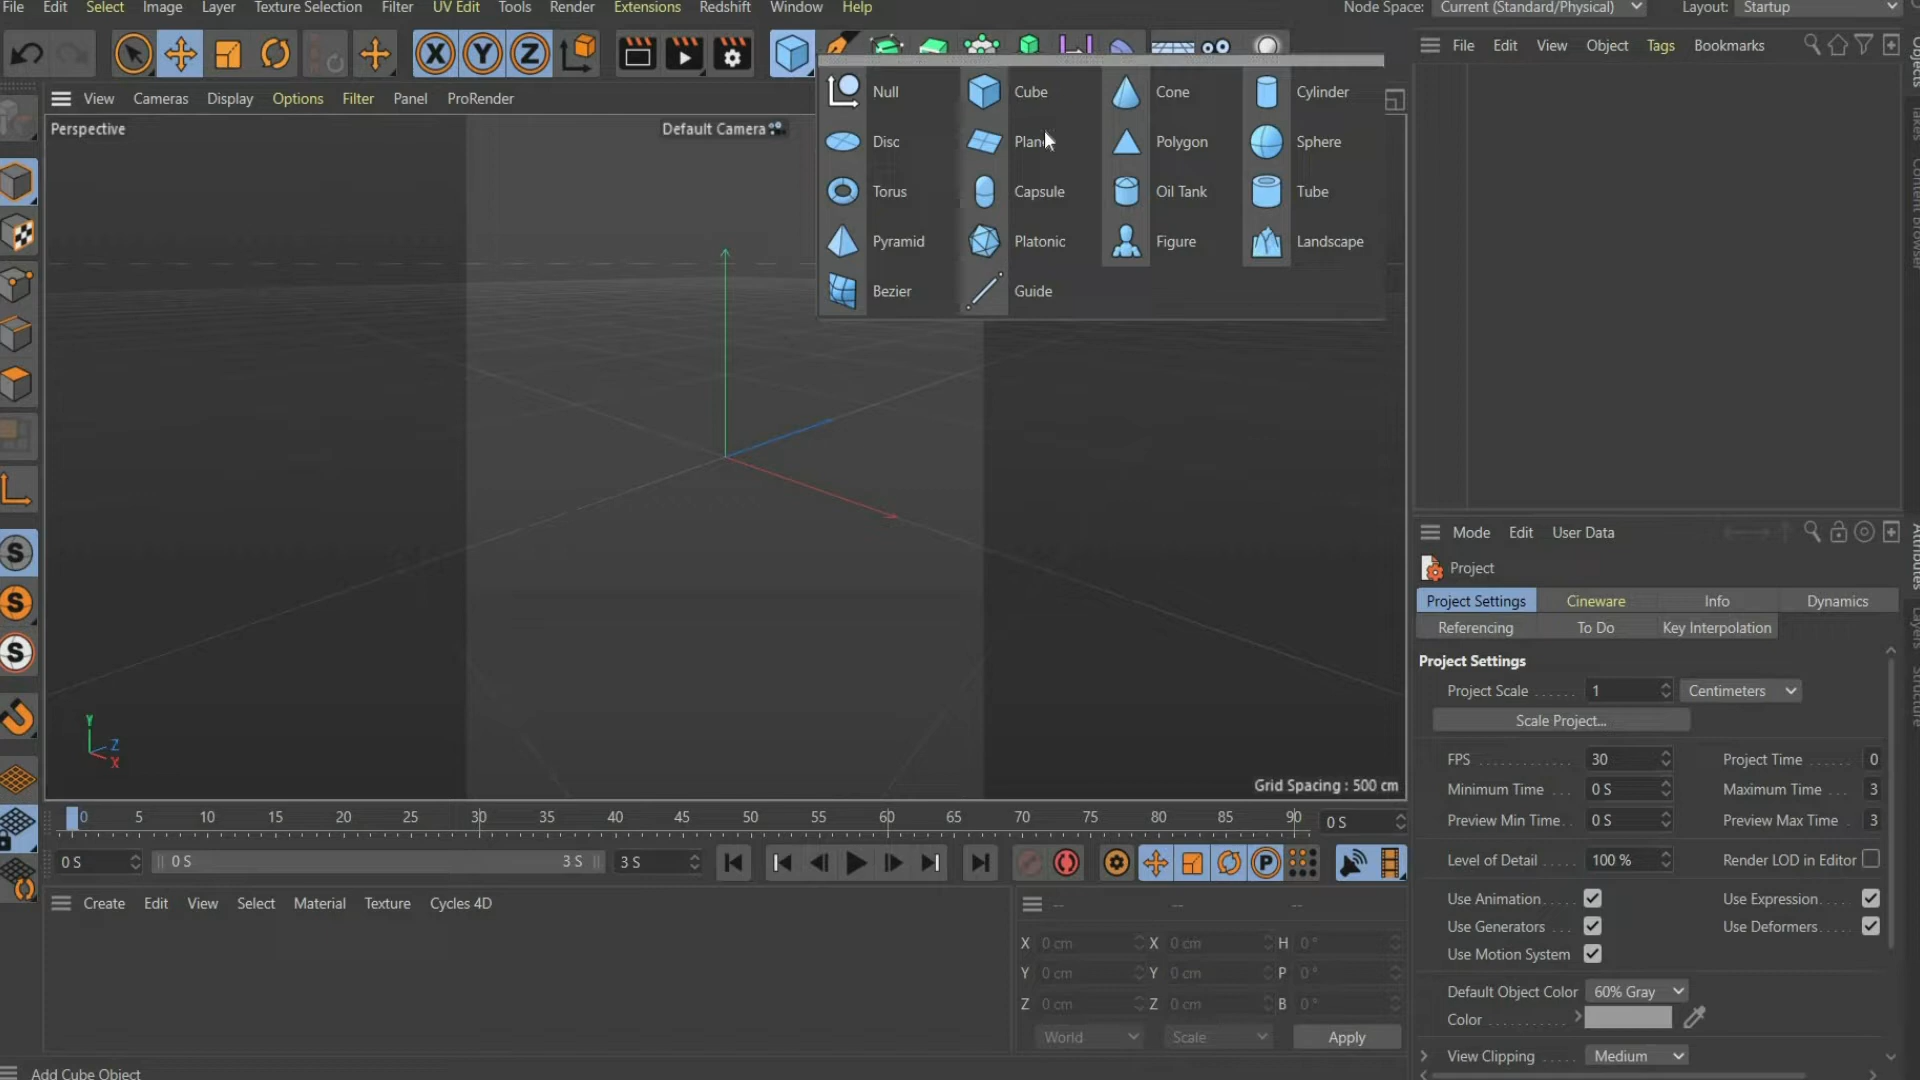 File Edit Select Image Layer Texture Selection Filter UV Edit Tools Render Extensions Redshift Window Help Node Space: Current (Standard/Physical) Layout: Startup
X Y Z
File Edit View Object Tags Bookmarks
View Cameras Display Options Filter Panel ProRender
Perspective
Default Camera
Null Cube Cone Cylinder
Disc Plane Polygon Sphere
Torus Capsule Oil Tank Tube
Pyramid Platonic Figure Landscape
Bezier Guide
Objects
Takes
Content Browser
S
S
S
Y
Z
X
Grid Spacing : 500 cm
0 5 10 15 20 25 30 35 40 45 50 55 60 65 70 75 80 85 90 0 S
0 S 0 S 3 S 3 S P
Create Edit View Select Material Texture Cycles 4D
-- -- --
X 0 cm X 0 cm H 0 °
Y 0 cm Y 0 cm P 0 °
Z 0 cm Z 0 cm B 0 °
World Scale Apply
Mode Edit User Data
Project
Project Settings Cineware Info Dynamics
Referencing To Do Key Interpolation
Project Settings
Project Scale ...... 1 Centimeters
Scale Project...
FPS ............ 30 Project Time ...... 0
Minimum Time ... 0 S Maximum Time ... 3
Preview Min Time. . 0 S Preview Max Time . 3
Level of Detail ..... 100 % Render LOD in Editor
Use Animation. .... Use Expression. ....
Use Generators ... Use Deformers. ....
Use Motion System
Default Object Color 60% Gray
Color ...........
View Clipping ..... Medium
Attributes
Layers
Structure
Add Cube Object